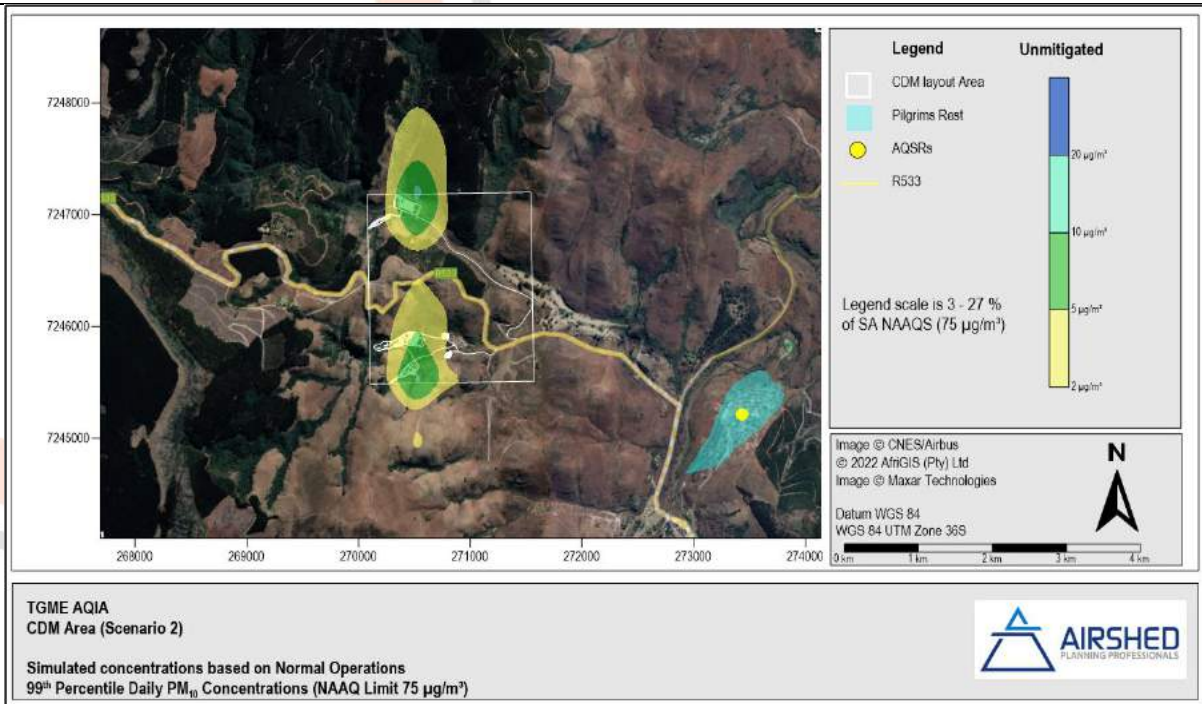 Legend
Unmitigated
CDM layout Area
Pilgrims Rest
AQSRs
R533
20 µg/m³
10 µg/m³
5 µg/m³
2 µg/m³
Legend scale is 3 - 27 %
of SA NAAQS (75 µg/m³)
7248000
7247000
7246000
7245000
R533
268000
269000
270000
271000
272000
273000
274000
Image © CNES/Airbus
© 2022 AfriGIS (Pty) Ltd
Image © Maxar Technologies
Datum WGS 84
WGS 84 UTM Zone 36S
N
0 km
1 km
2 km
3 km
4 km
TGME AQIA
CDM Area (Scenario 2)
Simulated concentrations based on Normal Operations
99th Percentile Daily PM₁₀ Concentrations (NAAQ Limit 75 µg/m³)
AIRSHED
PLANNING PROFESSIONALS